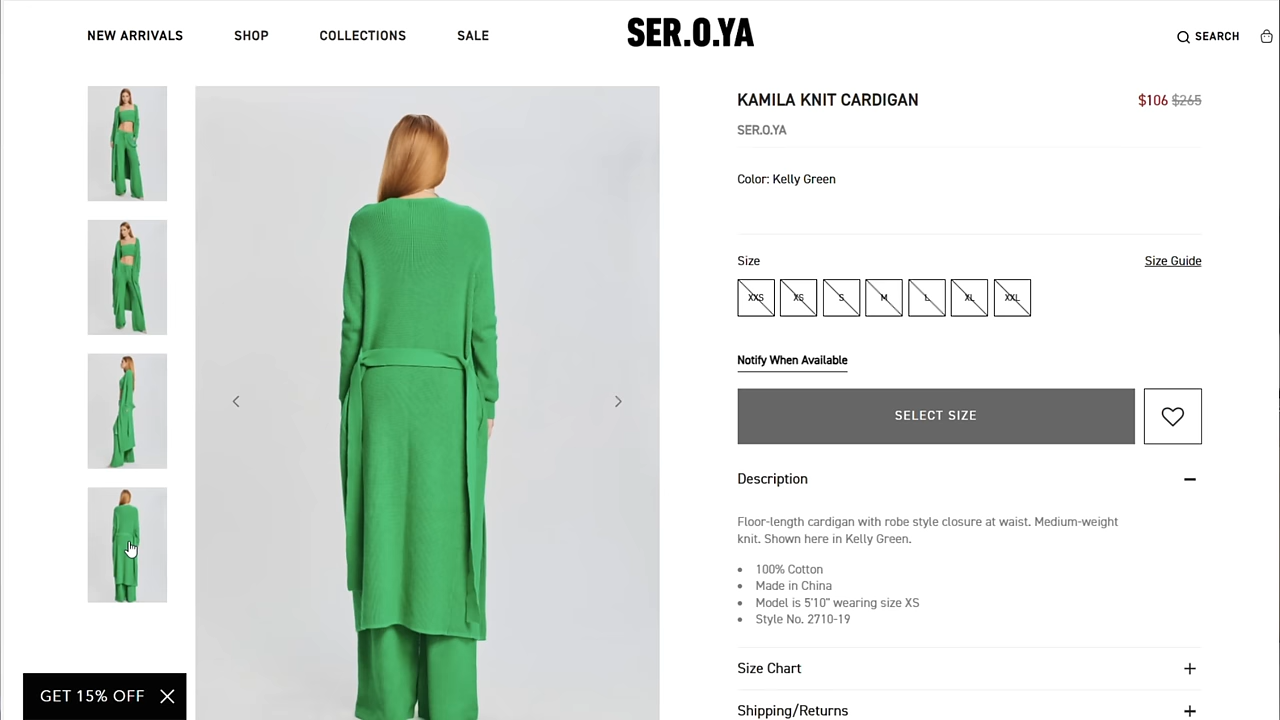 NEW ARRIVALS SHOP COLLECTIONS SALE SER.O.YA SEARCH
KAMILA KNIT CARDIGAN $106 $265
SER.O.YA
Color: Kelly Green
Size Size Guide
XXS XS S M L XL XXL
Notify When Available
SELECT SIZE
Description
Floor-length cardigan with robe style closure at waist. Medium-weight
knit. Shown here in Kelly Green.
• 100% Cotton
• Made in China
• Model is 5'10" wearing size XS
• Style No. 2710-19
Size Chart
Shipping/Returns
GET 15% OFF